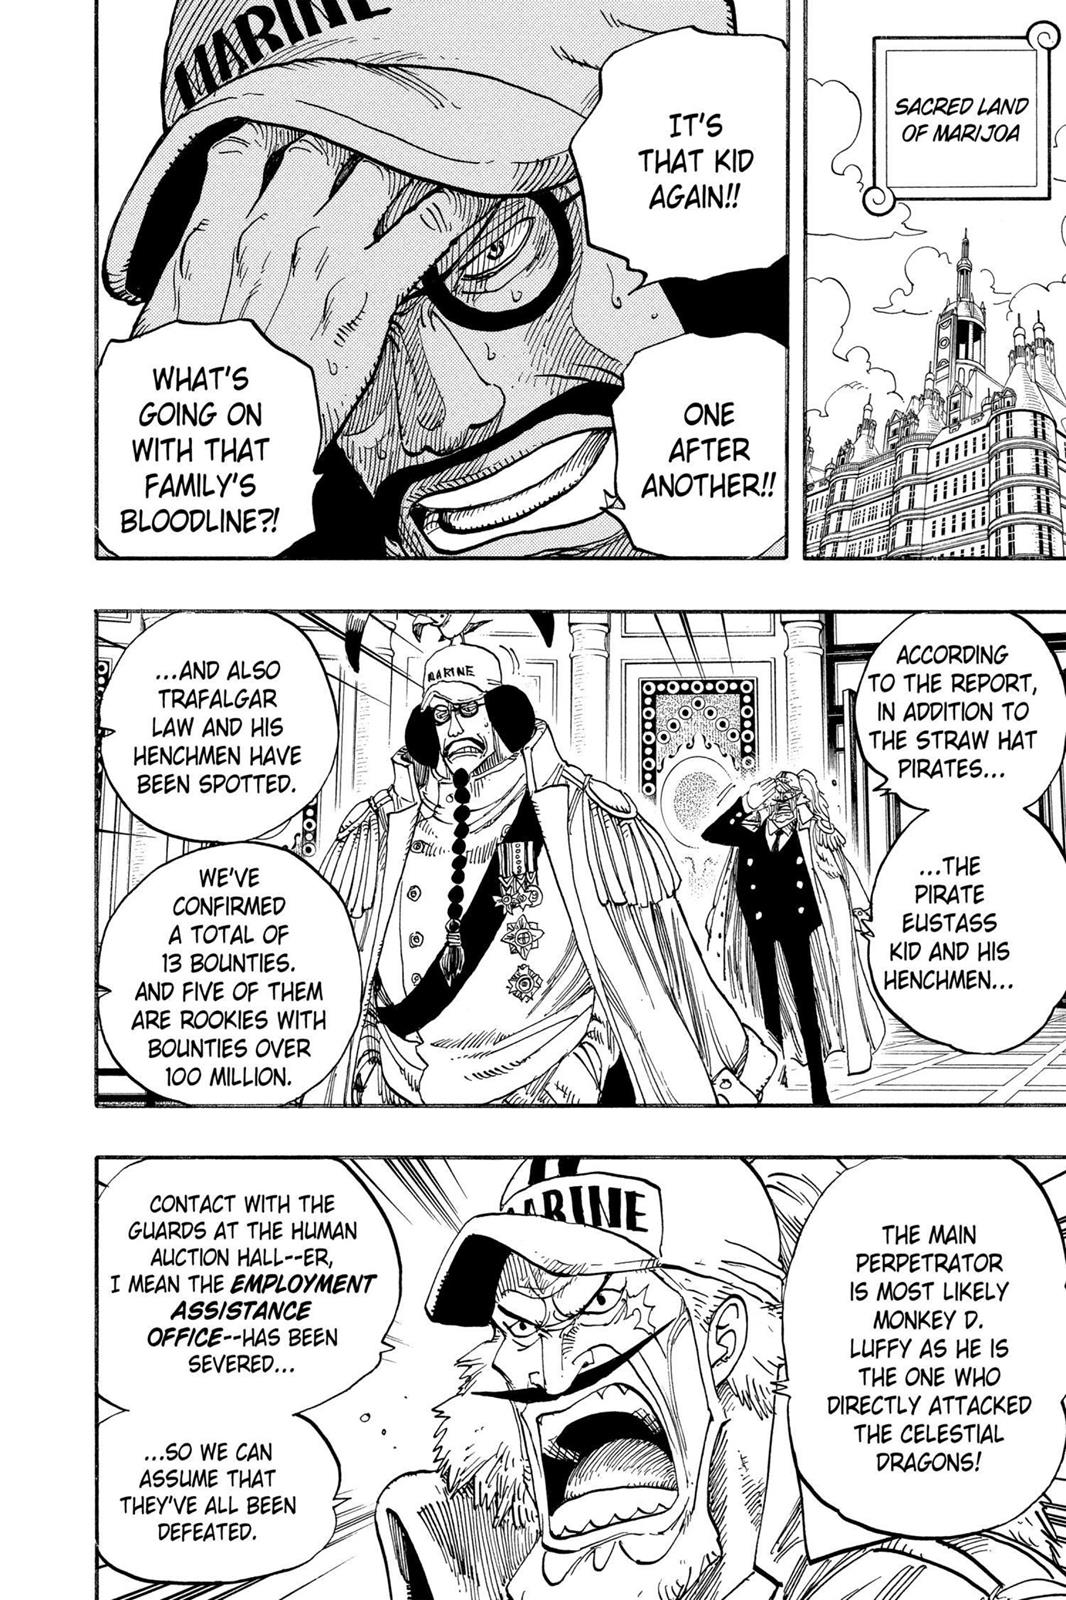 SACRED LAND
OF MARIJOA
MARINE
IT'S
THAT KID
AGAIN!!
ONE
AFTER
ANOTHER!!
WHAT'S
GOING ON
WITH THAT
FAMILY'S
BLOODLINE?!
ACCORDING
TO THE REPORT,
IN ADDITION TO
THE STRAW HAT
PIRATES...
...THE
PIRATE
EUSTASS
KID AND HIS
HENCHMEN...
MARINE
...AND ALSO
TRAFALGAR
LAW AND HIS
HENCHMEN HAVE
BEEN SPOTTED.
WE'VE
CONFIRMED
A TOTAL OF
13 BOUNTIES.
AND FIVE OF THEM
ARE ROOKIES WITH
BOUNTIES OVER
100 MILLION.
THE MAIN
PERPETRATOR
IS MOST LIKELY
MONKEY D.
LUFFY AS HE IS
THE ONE WHO
DIRECTLY ATTACKED
THE CELESTIAL
DRAGONS!
MARINE
CONTACT WITH THE
GUARDS AT THE HUMAN
AUCTION HALL--ER,
I MEAN THE EMPLOYMENT
ASSISTANCE
OFFICE--HAS BEEN
SEVERED...
...SO WE CAN
ASSUME THAT
THEY'VE ALL BEEN
DEFEATED.